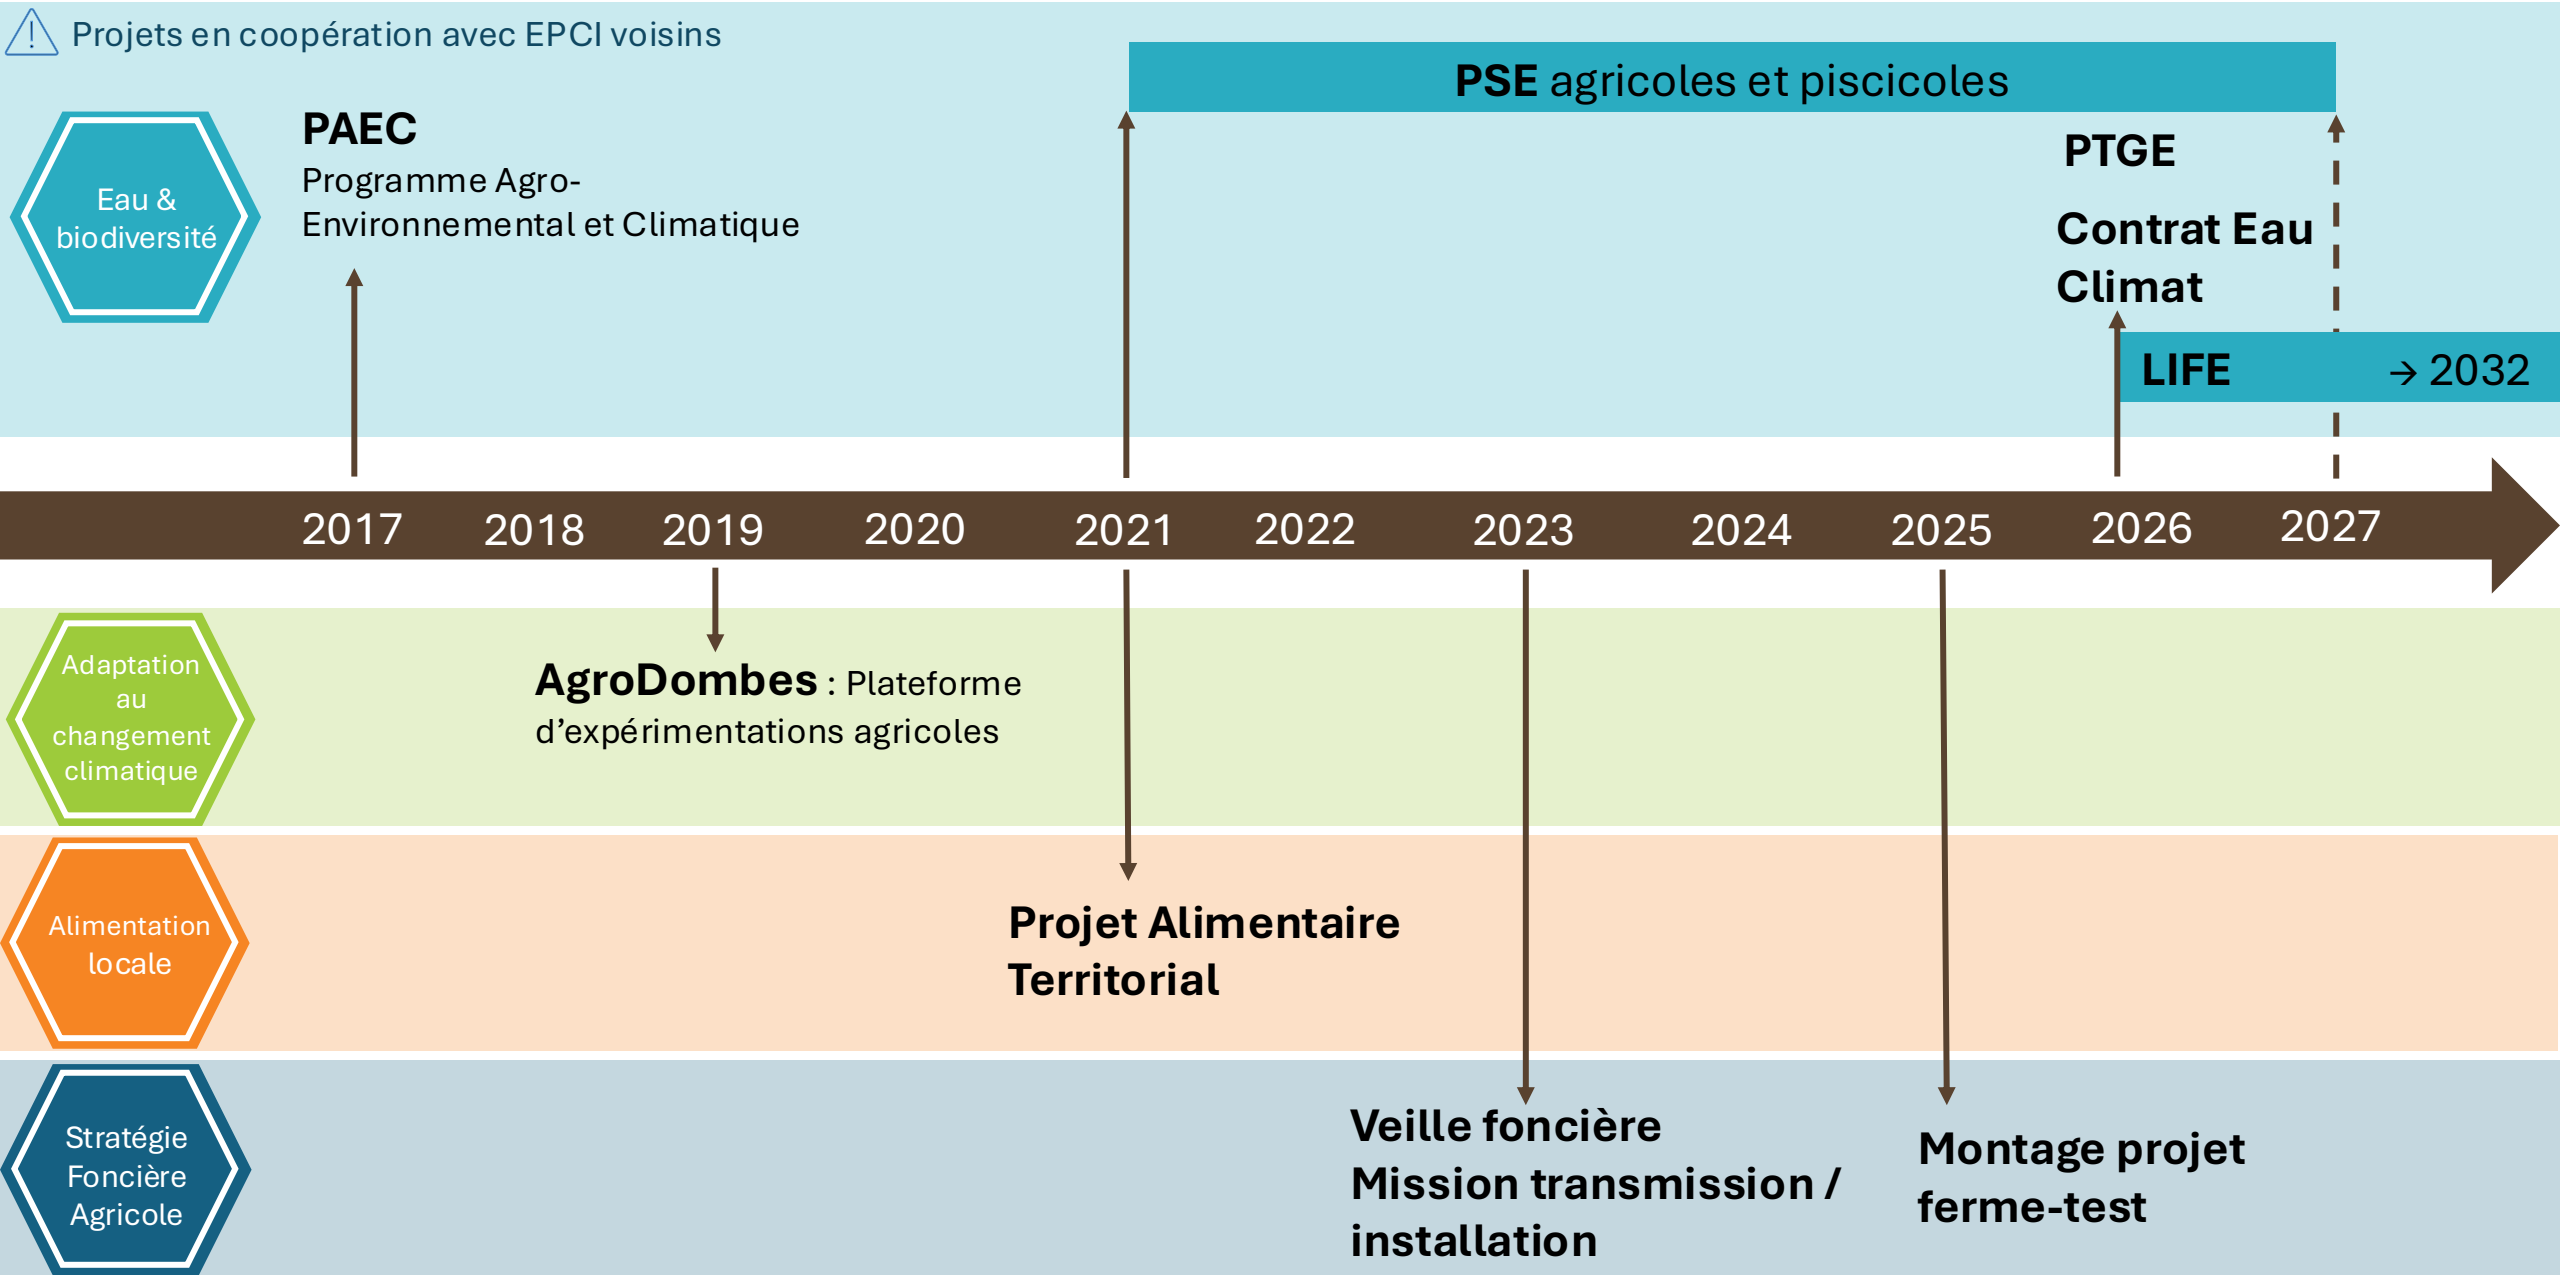 Projets en coopération avec EPCI voisins
PSE agricoles et piscicoles
Eau &
biodiversité
PAEC
Programme Agro-
Environnemental et Climatique
PTGE
Contrat Eau
Climat
LIFE → 2032
2017 2018 2019 2020 2021 2022 2023 2024 2025 2026 2027
Adaptation
au
changement
climatique
AgroDombes : Plateforme
d’expérimentations agricoles
Alimentation
locale
Projet Alimentaire
Territorial
Stratégie
Foncière
Agricole
Veille foncière
Mission transmission /
installation
Montage projet
ferme-test